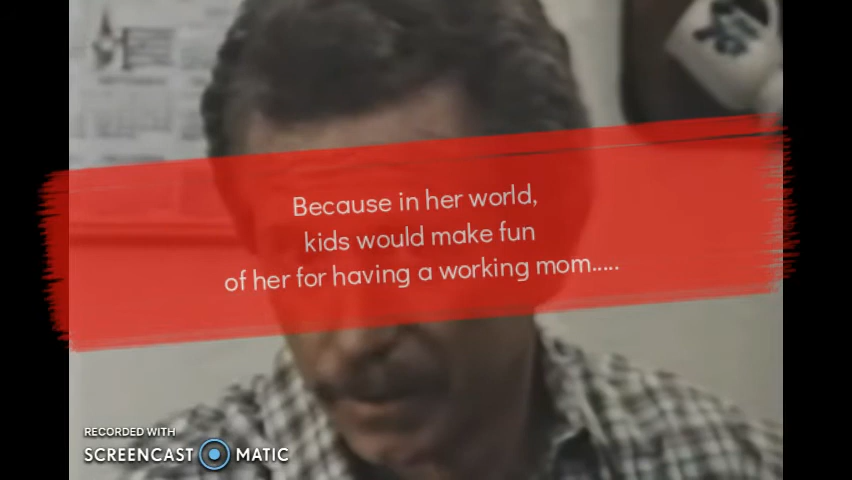 Because in her world,
kids would make fun
of her for having a working mom.....
RECORDED WITH
SCREENCAST MATIC